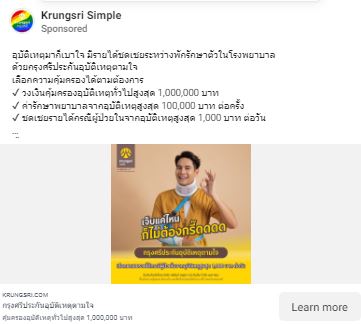 Krungsri Simple
Sponsored
อุบัติเหตุมาก็เบาใจ มีรายได้ชดเชยระหว่างพักรักษาตัวในโรงพยาบาล
ด้วยกรุงศรีประกันอุบัติเหตุตามใจ
เลือกความคุ้มครองได้ตามต้องการ
✓ วงเงินคุ้มครองอุบัติเหตุทั่วไปสูงสุด 1,000,000 บาท
✓ ค่ารักษาพยาบาลจากอุบัติเหตุสูงสุด 100,000 บาท ต่อครั้ง
✓ ชดเชยรายได้กรณีผู้ป่วยในจากอุบัติเหตุสูงสุด 1,000 บาท ต่อวัน
...
krungsri
กรุงศรี
เจ็บแค่ไหน
ก็ไม่ต้องกรี๊ดดดด
กรุงศรีประกันอุบัติเหตุตามใจ
KRUNGSRI.COM
กรุงศรีประกันอุบัติเหตุตามใจ
คุ้มครองอุบัติเหตุทั่วไปสูงสุด 1,000,000 บาท
Learn more